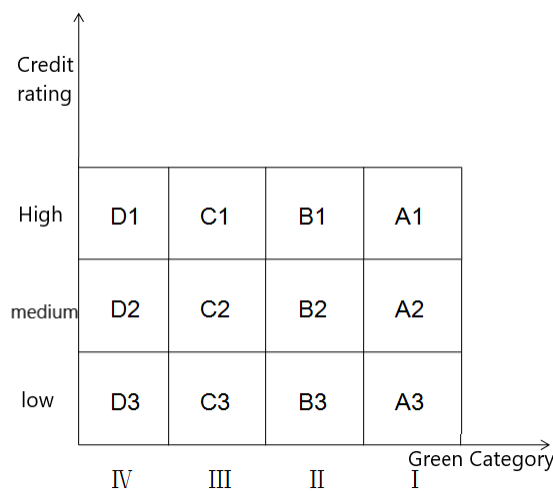 Credit
rating
High D1 C1 B1 A1
medium D2 C2 B2 A2
low D3 C3 B3 A3
Green Category
Ⅳ Ⅲ Ⅱ Ⅰ